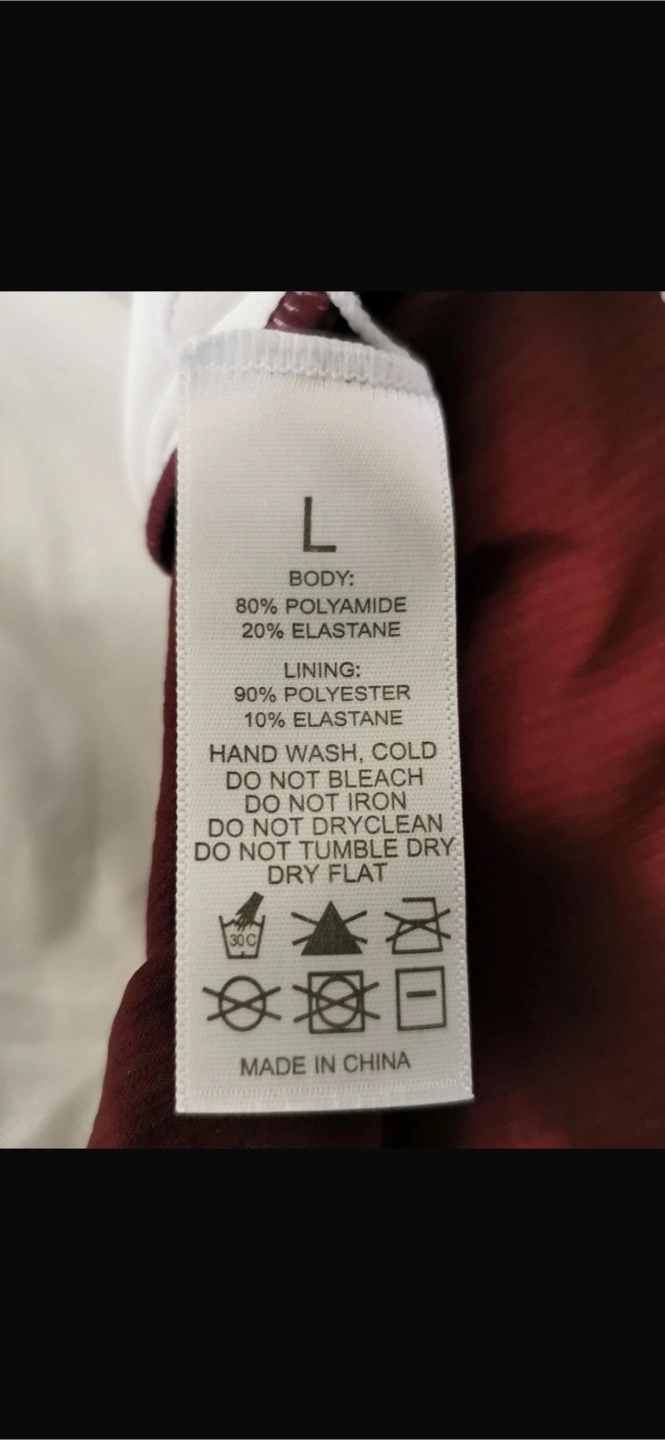 L
BODY:
80% POLYAMIDE
20% ELASTANE
LINING:
90% POLYESTER
10% ELASTANE
HAND WASH, COLD
DO NOT BLEACH
DO NOT IRON
DO NOT DRYCLEAN
DO NOT TUMBLE DRY
DRY FLAT
30 C
MADE IN CHINA